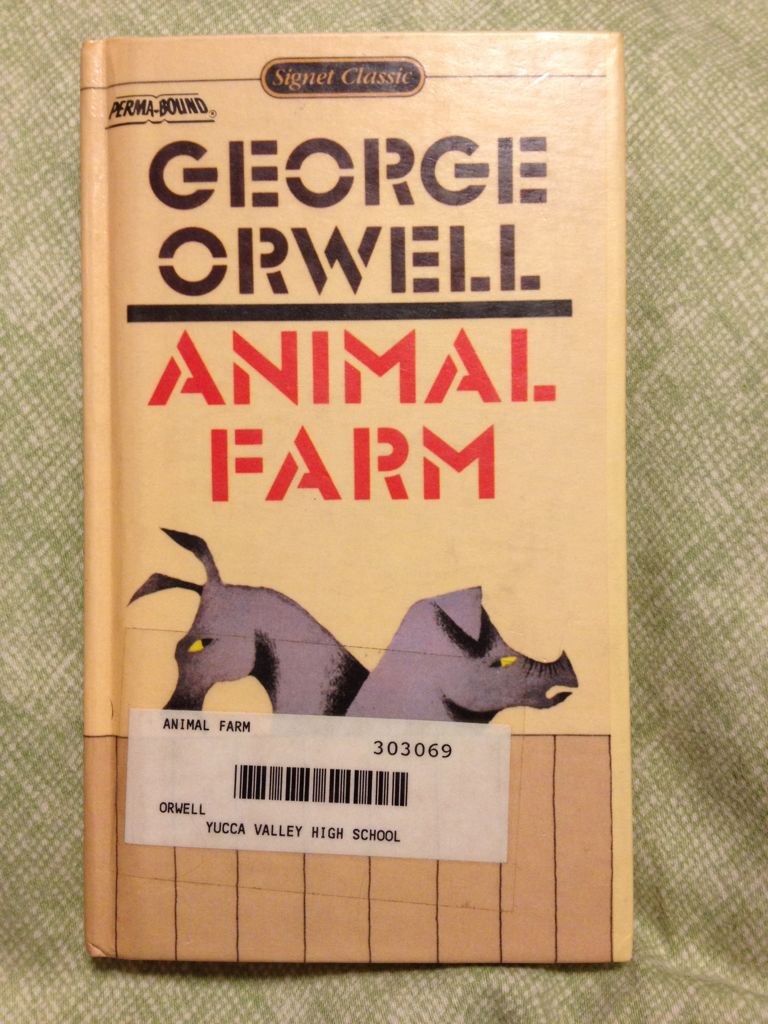 Signet Classic
PERMA-BOUND®
GEORGE
ORWELL
ANIMAL
FARM
ANIMAL FARM
303069
ORWELL
YUCCA VALLEY HIGH SCHOOL